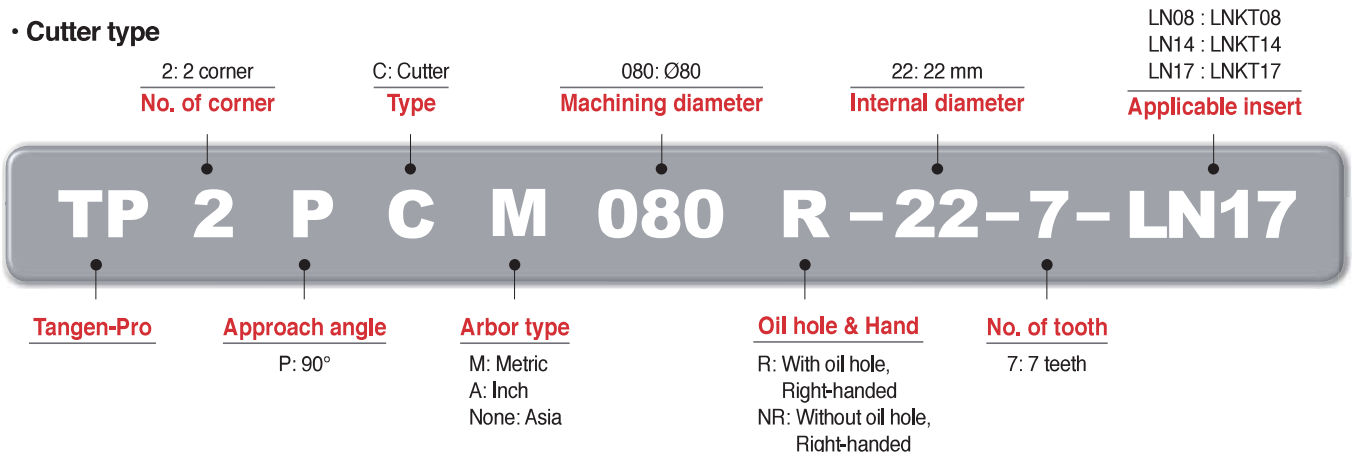 • Cutter type
2: 2 corner
No. of corner
C: Cutter
Type
080: Ø80
Machining diameter
22: 22 mm
Internal diameter
LN08 : LNKT08
LN14 : LNKT14
LN17 : LNKT17
Applicable insert
TP 2 P C M 080 R – 22 – 7 – LN17
Tangen-Pro
Approach angle
P: 90°
Arbor type
M: Metric
A: Inch
None: Asia
Oil hole & Hand
R: With oil hole,
Right-handed
NR: Without oil hole,
Right-handed
No. of tooth
7: 7 teeth